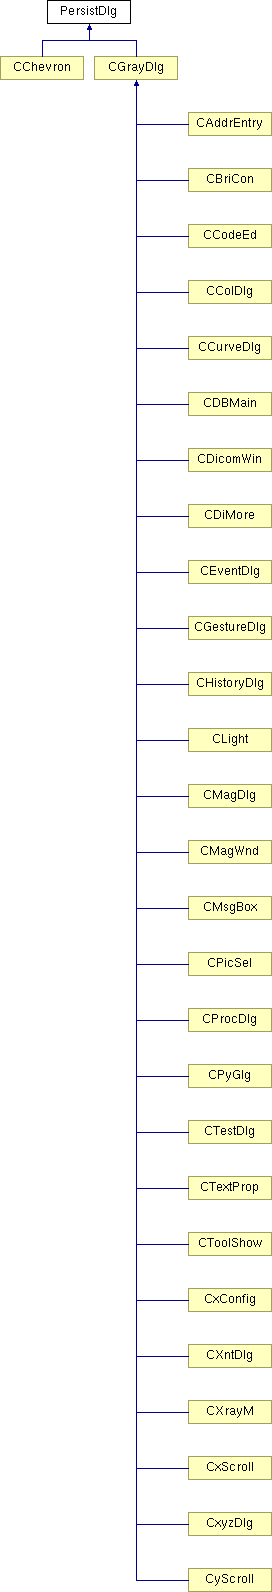 PersistDlg
CChevron
CGrayDlg
CAddrEntry
CBriCon
CCodeEd
CColDlg
CCurveDlg
CDBMain
CDicomWin
CDiMore
CEventDlg
CGestureDlg
CHistoryDlg
CLight
CMagDlg
CMagWnd
CMsgBox
CPicSel
CProcDlg
CPyGlg
CTestDlg
CTextProp
CToolShow
CxConfig
CXntDlg
CXrayM
CxScroll
CxyzDlg
CyScroll